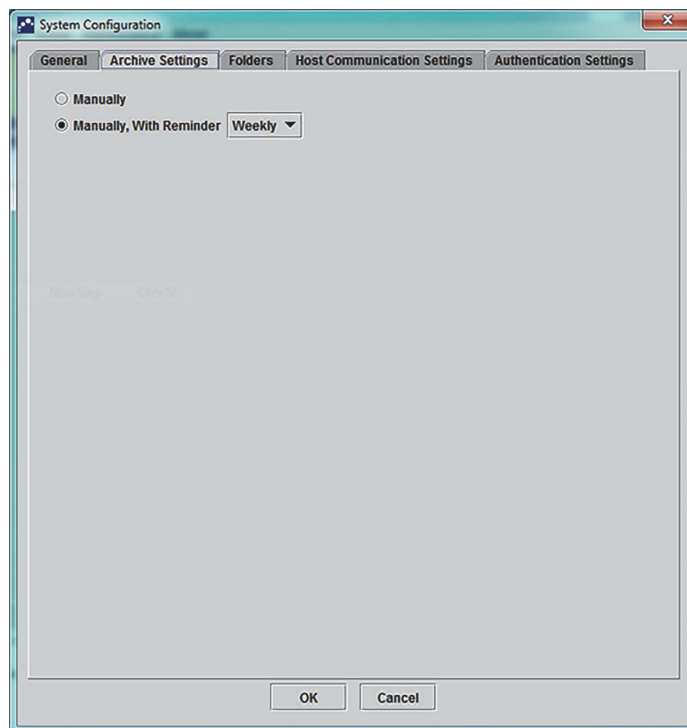 System Configuration
General Archive Settings Folders Host Communication Settings Authentication Settings
Manually
Manually, With Reminder Weekly
OK Cancel